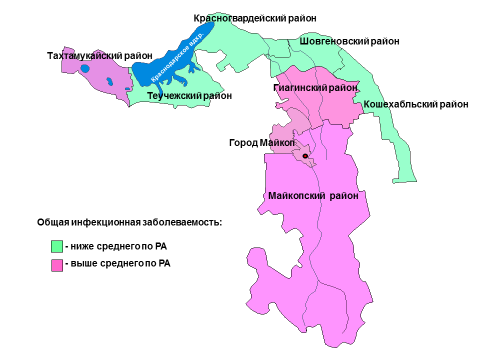 Красногвардейский район
Шовгеновский район
Тахтамукайский район
Краснодарское вдхр.
Теучежский район
Гиагинский район
Кошехабльский район
Город Майкоп
Майкопский район
Общая инфекционная заболеваемость:
- ниже среднего по РА
- выше среднего по РА